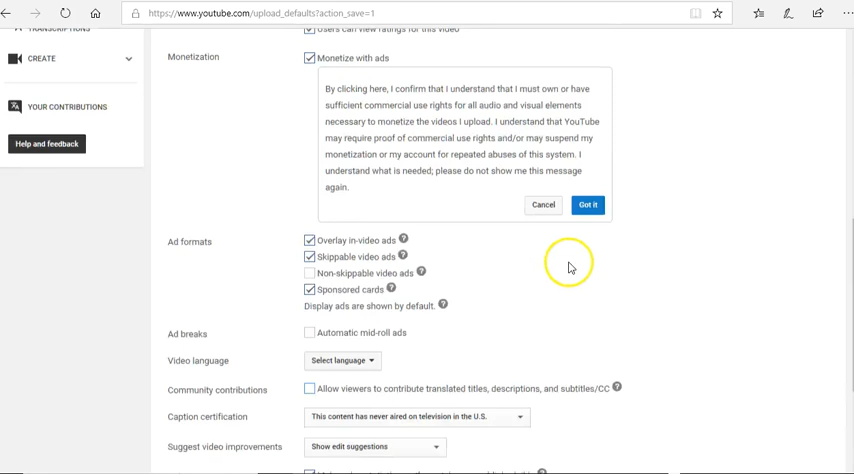 https://www.youtube.com/upload_defaults?action_save=1
TRANSCRIPTIONS
Users can view ratings for this video
CREATE
Monetization
Monetize with ads
By clicking here, I confirm that I understand that I must own or have
sufficient commercial use rights for all audio and visual elements
necessary to monetize the videos I upload. I understand that YouTube
may require proof of commercial use rights and/or may suspend my
monetization or my account for repeated abuses of this system. I
understand what is needed; please do not show me this message
again.
YOUR CONTRIBUTIONS
Help and feedback
Cancel
Got it
Ad formats
Overlay in-video ads ?
Skippable video ads ?
Non-skippable video ads ?
Sponsored cards ?
Display ads are shown by default. ?
Ad breaks
Automatic mid-roll ads
Video language
Select language
Community contributions
Allow viewers to contribute translated titles, descriptions, and subtitles/CC ?
Caption certification
This content has never aired on television in the U.S.
Suggest video improvements
Show edit suggestions